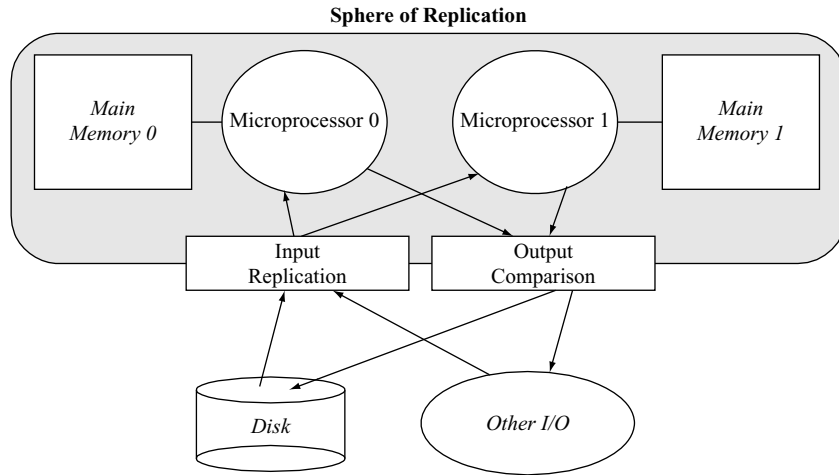 Sphere of Replication
Main
Memory 0
Microprocessor 0
Microprocessor 1
Main
Memory 1
Input
Replication
Output
Comparison
Disk
Other I/O